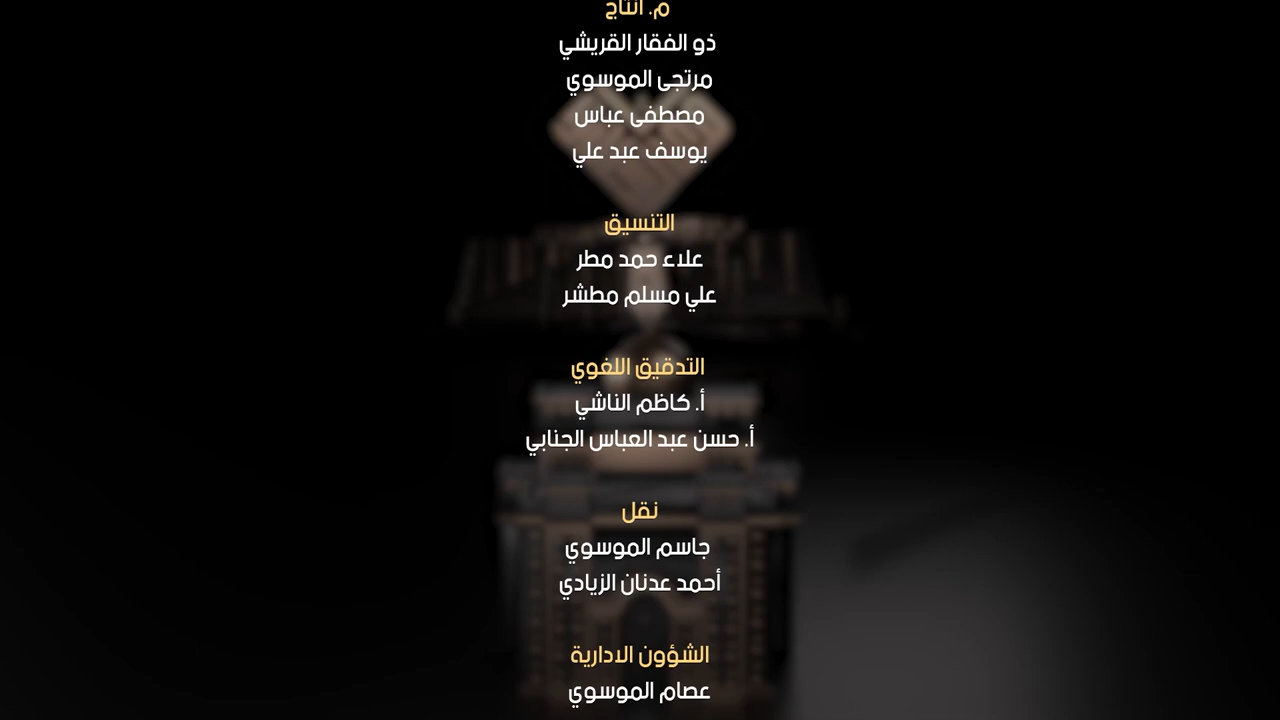 م. انتاج
ذو الفقار القريشي
مرتجى الموسوي
مصطفى عباس
يوسف عبد علي
التنسيق
علاء حمد مطر
علي مسلم مطشر
التدقيق اللغوي
أ. كاظم الناشي
أ. حسن عبد العباس الجنابي
نقل
جاسم الموسوي
أحمد عدنان الزيادي
الشؤون الادارية
عصام الموسوي